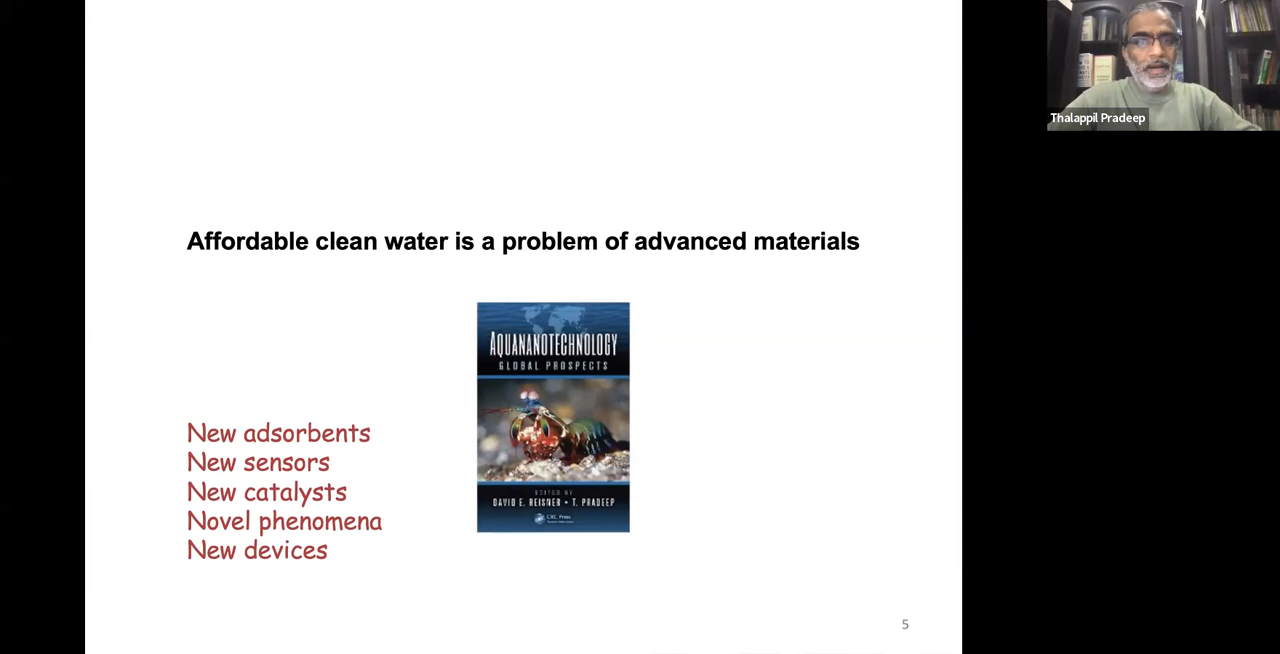 Affordable clean water is a problem of advanced materials
AQUANANOTECHNOLOGY
GLOBAL PROSPECTS
EDITED BY
DAVID E. REISNER • T. PRADEEP
CRC Press
New adsorbents
New sensors
New catalysts
Novel phenomena
New devices
5
Thalappil Pradeep